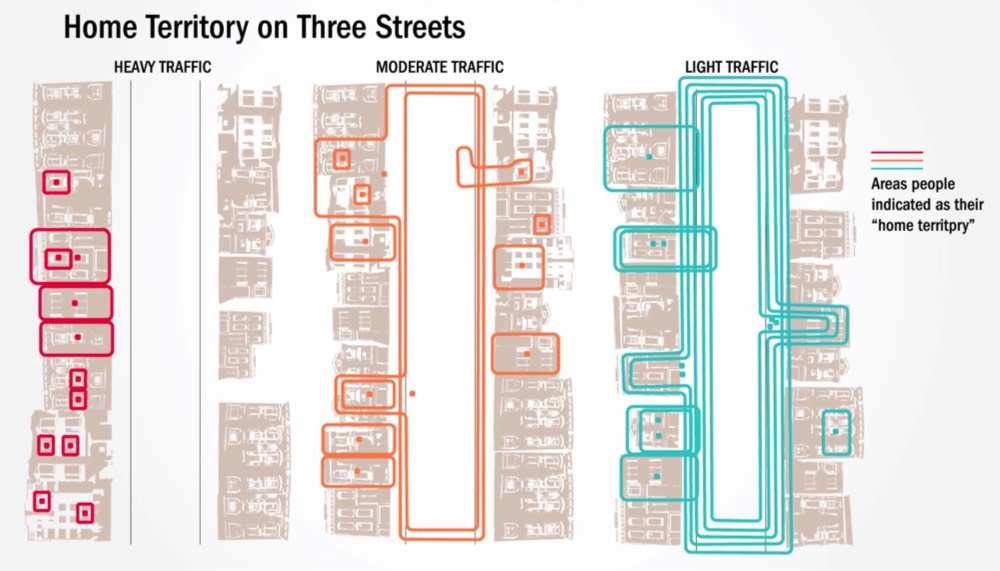 Home Territory on Three Streets
HEAVY TRAFFIC
MODERATE TRAFFIC
LIGHT TRAFFIC
Areas people
indicated as their
“home territpry”